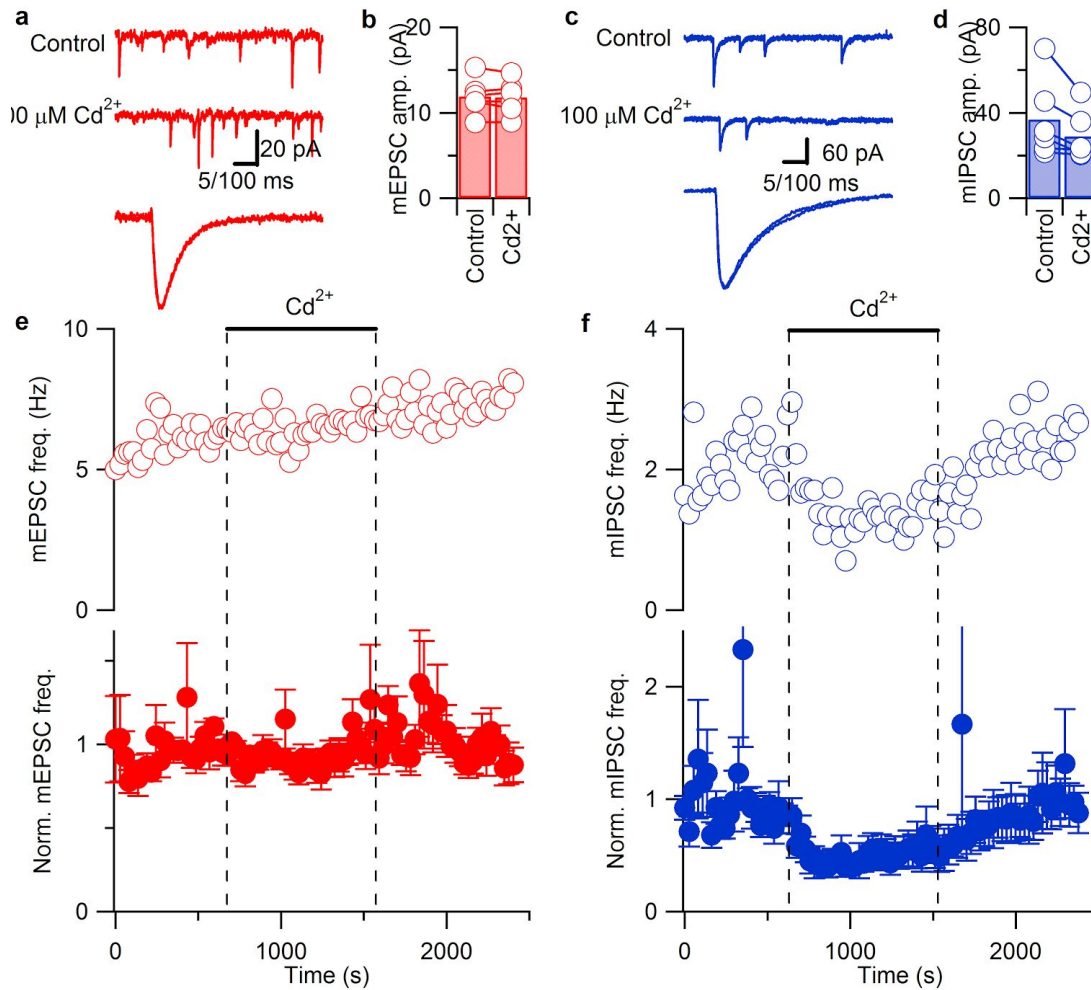 a
Control
00 μM Cd2+
20 pA
5/100 ms
b
mEPSC amp. (pA)
20
10
0
Control
Cd2+
c
Control
100 μM Cd2+
60 pA
5/100 ms
d
mIPSC amp. (pA)
80
40
0
Control
Cd2+
e
Cd2+
10
5
0
mEPSC freq. (Hz)
1
0
Norm. mEPSC freq.
0
1000
2000
Time (s)
f
Cd2+
4
2
0
mIPSC freq. (Hz)
2
1
0
Norm. mIPSC freq.
0
1000
2000
Time (s)